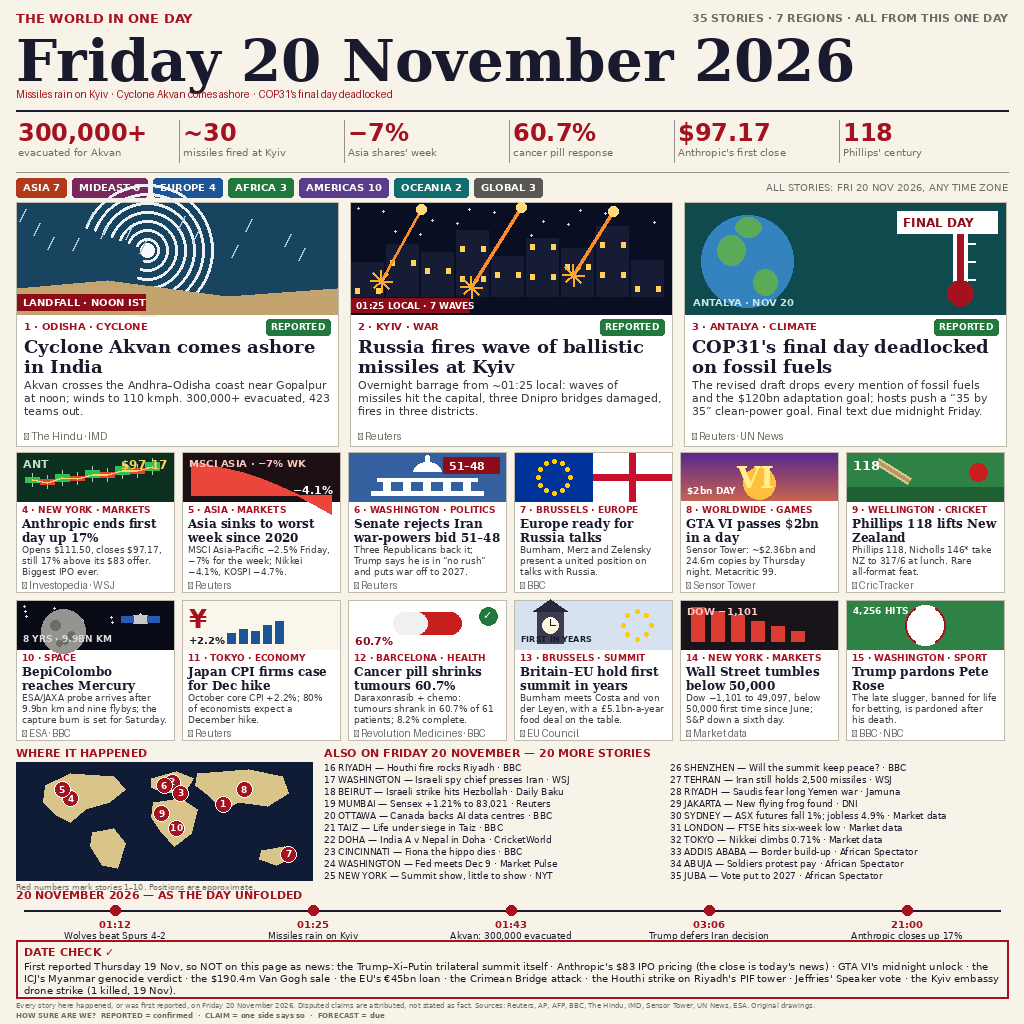 THE WORLD IN ONE DAY
35 STORIES · 7 REGIONS · ALL FROM THIS ONE DAY
Friday 20 November 2026
Missiles rain on Kyiv · Cyclone Akvan comes ashore · COP31's final day deadlocked
300,000+
evacuated for Akvan
~30
missiles fired at Kyiv
−7%
Asia shares' week
60.7%
cancer pill response
$97.17
Anthropic's first close
118
Phillips' century
ASIA 7
MIDEAST 6
EUROPE 4
AFRICA 3
AMERICAS 10
OCEANIA 2
GLOBAL 3
ALL STORIES: FRI 20 NOV 2026, ANY TIME ZONE
LANDFALL · NOON IST
1 · ODISHA · CYCLONE
REPORTED
Cyclone Akvan comes ashore
in India
Akvan crosses the Andhra–Odisha coast near Gopalpur
at noon; winds to 110 kmph. 300,000+ evacuated, 423
teams out.
The Hindu·IMD
01:25 LOCAL · 7 WAVES
2 · KYIV · WAR
REPORTED
Russia fires wave of ballistic
missiles at Kyiv
Overnight barrage from ~01:25 local: waves of
missiles hit the capital, three Dnipro bridges damaged,
fires in three districts.
Reuters
FINAL DAY
ANTALYA · NOV 20
3 · ANTALYA · CLIMATE
REPORTED
COP31's final day deadlocked
on fossil fuels
The revised draft drops every mention of fossil fuels
and the $120bn adaptation goal; hosts push a “35 by
35” clean-power goal. Final text due midnight Friday.
Reuters·UN News
ANT
$97.17
4 · NEW YORK · MARKETS
Anthropic ends first
day up 17%
Opens $111.50, closes $97.17,
still 17% above its $83 offer.
Biggest IPO ever.
Investopedia·WSJ
MSCI ASIA · −7% WK
−4.1%
5 · ASIA · MARKETS
Asia sinks to worst
week since 2020
MSCI Asia-Pacific −2.5% Friday,
−7% for the week; Nikkei
−4.1%, KOSPI −4.7%.
Reuters
51–48
6 · WASHINGTON · POLITICS
Senate rejects Iran
war-powers bid 51–48
Three Republicans back it;
Trump says he is in “no rush”
and puts war off to 2027.
Reuters
7 · BRUSSELS · EUROPE
Europe ready for
Russia talks
Burnham, Merz and Zelensky
present a united position on
talks with Russia.
BBC
VI
$2bn DAY
8 · WORLDWIDE · GAMES
GTA VI passes $2bn
in a day
Sensor Tower: ~$2.36bn and
24.6m copies by Thursday
night. Metacritic 99.
Sensor Tower
118
9 · WELLINGTON · CRICKET
Phillips 118 lifts New
Zealand
Phillips 118, Nicholls 146* take
NZ to 317/6 at lunch. Rare
all-format feat.
CricTracker
8 YRS · 9.9BN KM
10 · SPACE
BepiColombo
reaches Mercury
ESA/JAXA probe arrives after
9.9bn km and nine flybys; the
capture burn is set for Saturday.
ESA·BBC
¥
+2.2%
11 · TOKYO · ECONOMY
Japan CPI firms case
for Dec hike
October core CPI +2.2%; 80%
of economists expect a
December hike.
Reuters
✓
60.7%
12 · BARCELONA · HEALTH
Cancer pill shrinks
tumours 60.7%
Daraxonrasib + chemo:
tumours shrank in 60.7% of 61
patients; 8.2% complete.
Revolution Medicines·BBC
FIRST IN YEARS
13 · BRUSSELS · SUMMIT
Britain–EU hold first
summit in years
Burnham meets Costa and von
der Leyen, with a £5.1bn-a-year
food deal on the table.
EU Council
DOW −1,101
14 · NEW YORK · MARKETS
Wall Street tumbles
below 50,000
Dow −1,101 to 49,097, below
50,000 first time since June;
S&P down a sixth day.
Market data
4,256 HITS
15 · WASHINGTON · SPORT
Trump pardons Pete
Rose
The late slugger, banned for life
for betting, is pardoned after
his death.
BBC·NBC
WHERE IT HAPPENED
5
4
6
2
3
8
1
9
10
7
Red numbers mark stories 1–10. Positions are approximate.
ALSO ON FRIDAY 20 NOVEMBER — 20 MORE STORIES
16 RIYADH — Houthi fire rocks Riyadh · BBC
17 WASHINGTON — Israeli spy chief presses Iran · WSJ
18 BEIRUT — Israeli strike hits Hezbollah · Daily Baku
19 MUMBAI — Sensex +1.21% to 83,021 · Reuters
20 OTTAWA — Canada backs AI data centres · BBC
21 TAIZ — Life under siege in Taiz · BBC
22 DOHA — India A v Nepal in Doha · CricketWorld
23 CINCINNATI — Fiona the hippo dies · BBC
24 WASHINGTON — Fed meets Dec 9 · Market Pulse
25 NEW YORK — Summit show, little to show · NYT
26 SHENZHEN — Will the summit keep peace? · BBC
27 TEHRAN — Iran still holds 2,500 missiles · WSJ
28 RIYADH — Saudis fear long Yemen war · Jamuna
29 JAKARTA — New flying frog found · DNI
30 SYDNEY — ASX futures fall 1%; jobless 4.9% · Market data
31 LONDON — FTSE hits six-week low · Market data
32 TOKYO — Nikkei climbs 0.71% · Market data
33 ADDIS ABABA — Border build-up · African Spectator
34 ABUJA — Soldiers protest pay · African Spectator
35 JUBA — Vote put to 2027 · African Spectator
20 NOVEMBER 2026 — AS THE DAY UNFOLDED
01:12
Wolves beat Spurs 4-2
01:25
Missiles rain on Kyiv
01:43
Akvan: 300,000 evacuated
03:06
Trump defers Iran decision
21:00
Anthropic closes up 17%
DATE CHECK ✓
First reported Thursday 19 Nov, so NOT on this page as news: the Trump–Xi–Putin trilateral summit itself · Anthropic's $83 IPO pricing (the close is today's news) · GTA VI's midnight unlock · the
ICJ's Myanmar genocide verdict · the $190.4m Van Gogh sale · the EU's €45bn loan · the Crimean Bridge attack · the Houthi strike on Riyadh's PIF tower · Jeffries' Speaker vote · the Kyiv embassy
drone strike (1 killed, 19 Nov).
Every story here happened, or was first reported, on Friday 20 November 2026. Disputed claims are attributed, not stated as fact. Sources: Reuters, AP, AFP, BBC, The Hindu, IMD, Sensor Tower, UN News, ESA. Original drawings.
HOW SURE ARE WE? REPORTED = confirmed · CLAIM = one side says so · FORECAST = due